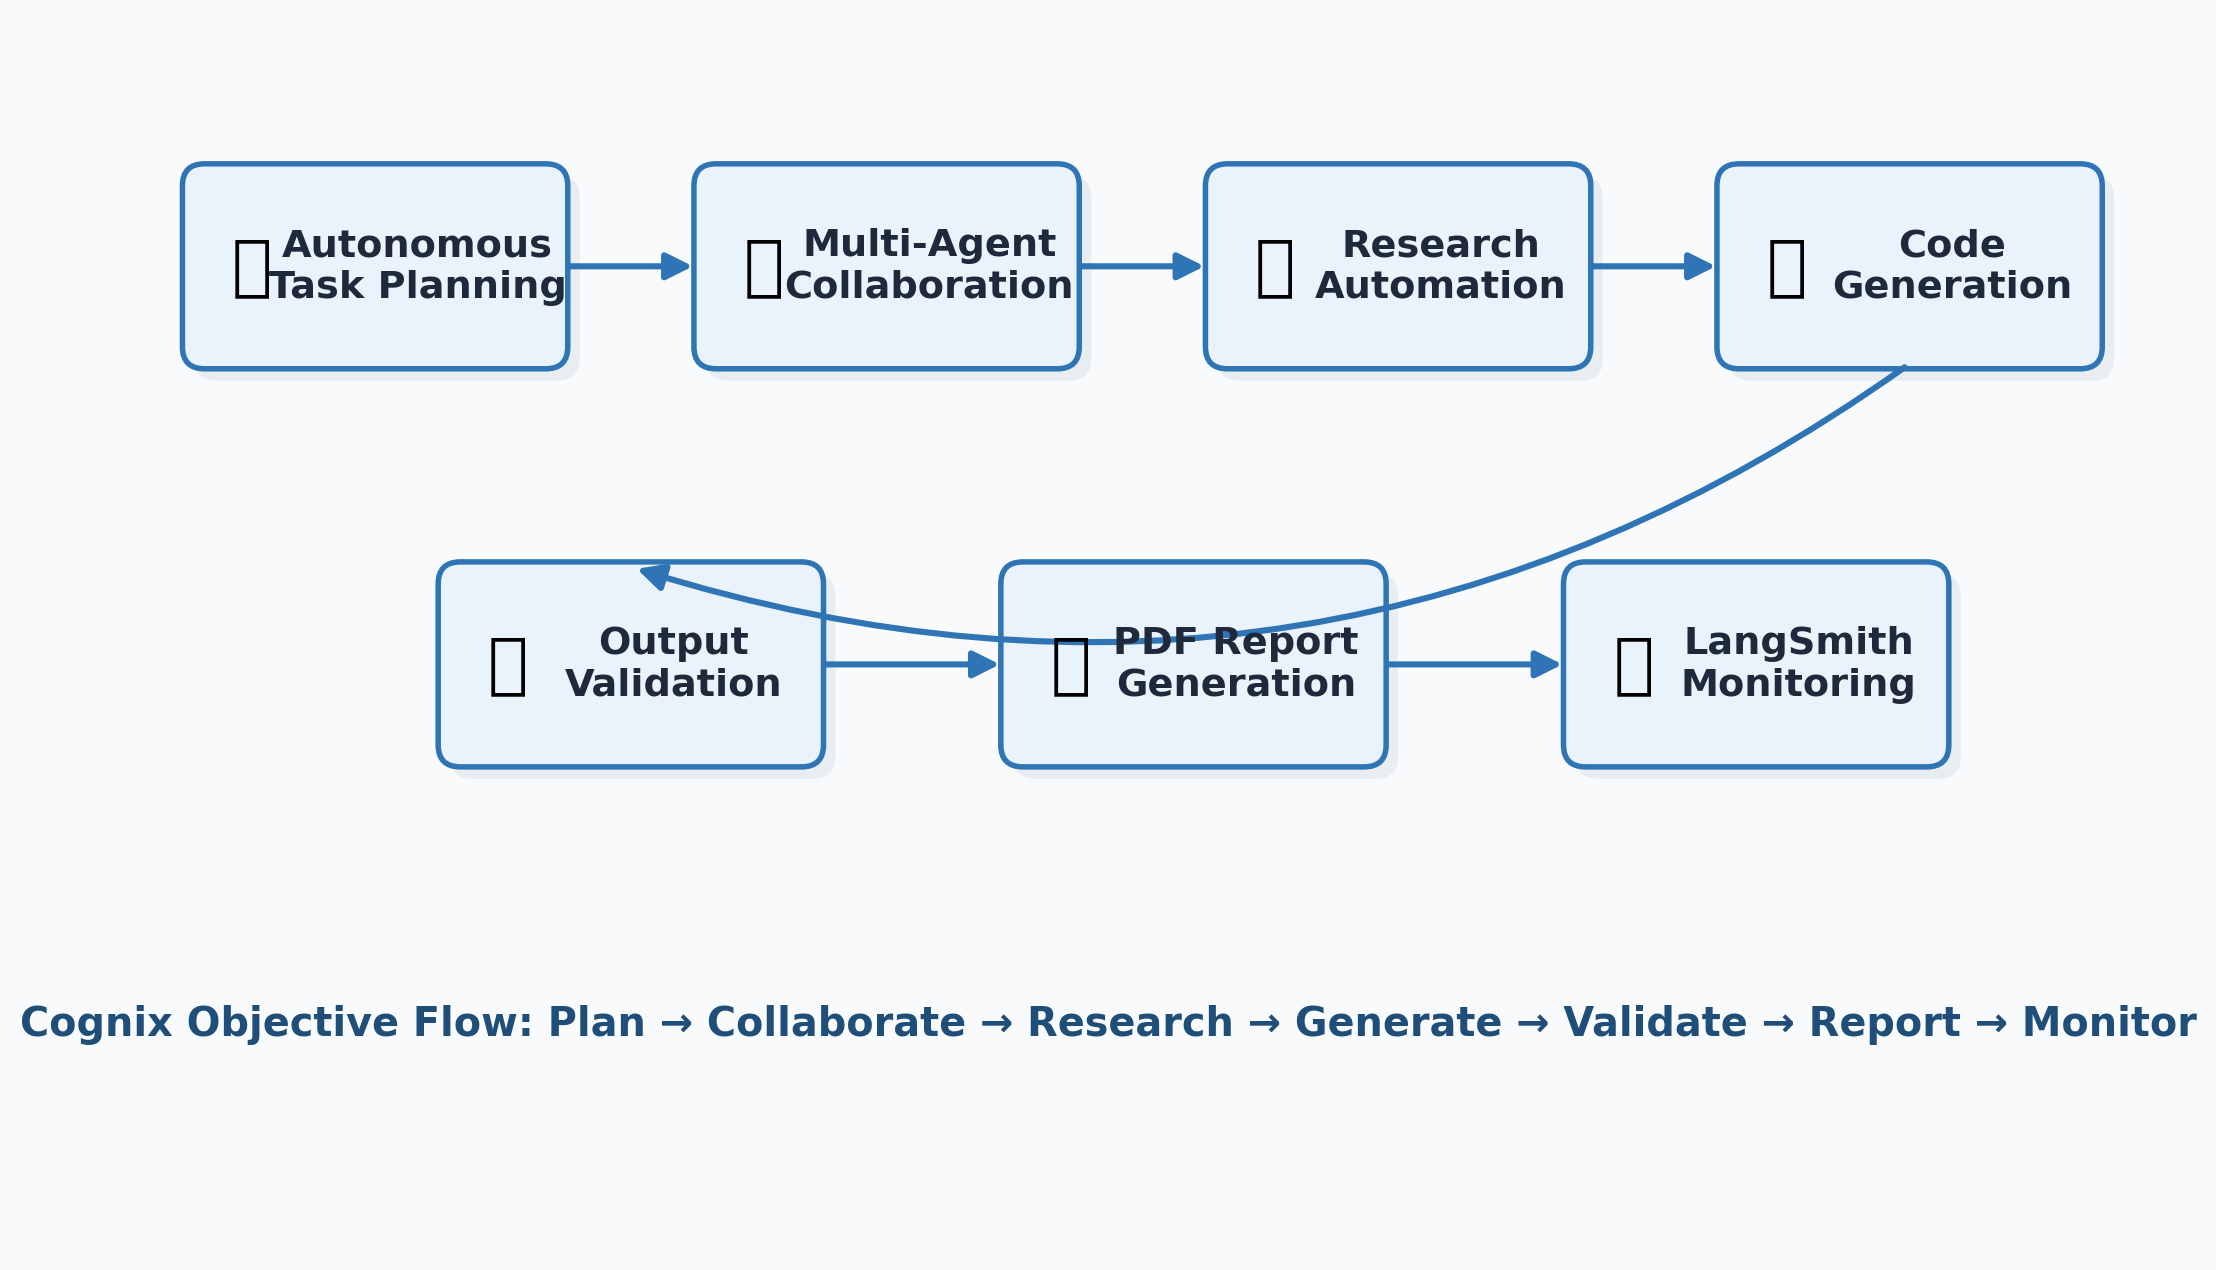 Autonomous
Task Planning
Multi-Agent
Collaboration
Research
Automation
Code
Generation
Output
Validation
PDF Report
Generation
LangSmith
Monitoring
Cognix Objective Flow: Plan → Collaborate → Research → Generate → Validate → Report → Monitor